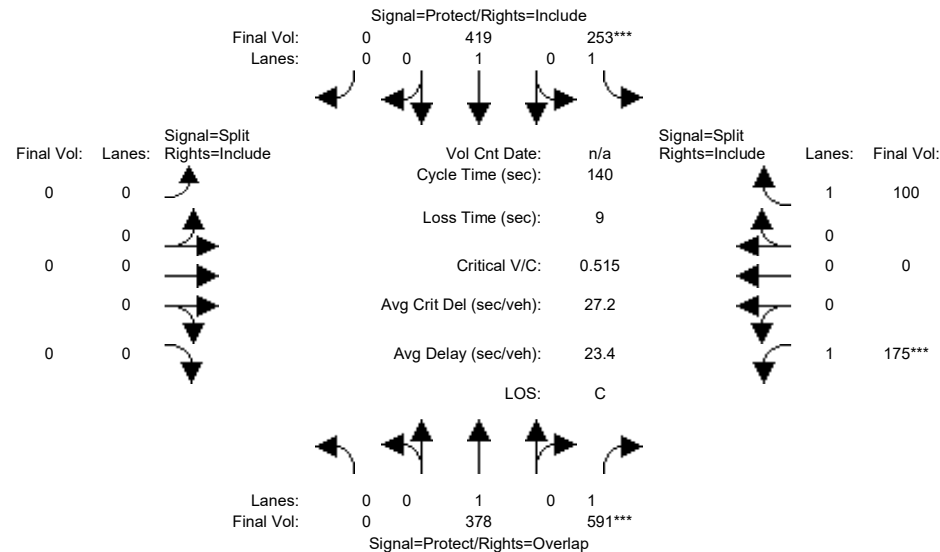 Signal=Protect/Rights=Include
Final Vol: 0 419 253***
Lanes: 0 0 1 0 1
Signal=Split
Final Vol: Lanes: Rights=Include
Vol Cnt Date: n/a
Signal=Split
Rights=Include Lanes: Final Vol:
Cycle Time (sec): 140
0 0
1 100
Loss Time (sec): 9
0
0
0 0
Critical V/C: 0.515
0 0
0
Avg Crit Del (sec/veh): 27.2
0
0 0
Avg Delay (sec/veh): 23.4
1 175***
LOS: C
Lanes: 0 0 1 0 1
Final Vol: 0 378 591***
Signal=Protect/Rights=Overlap